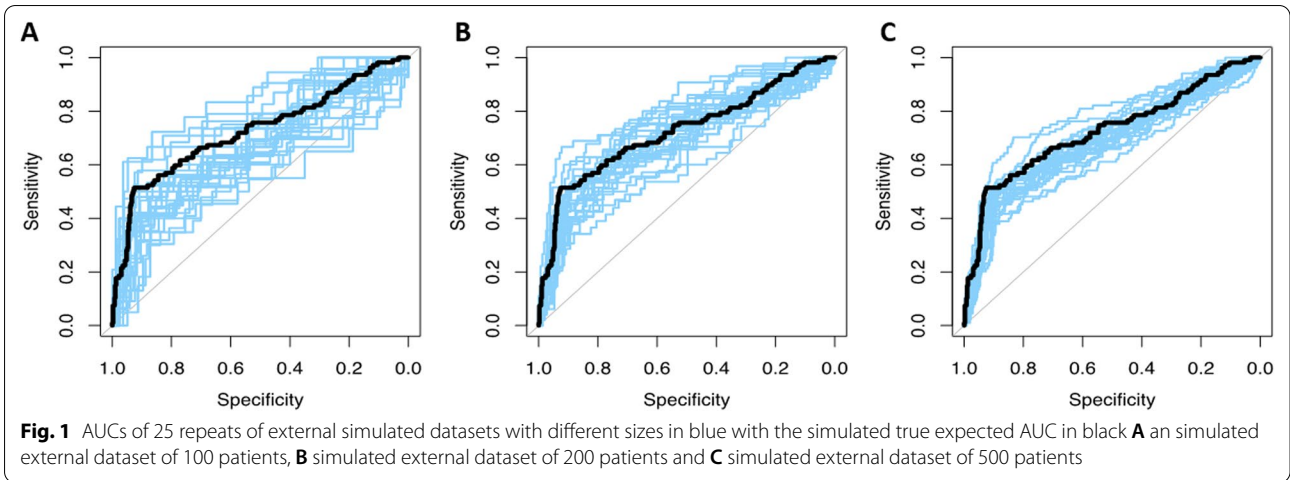 A
B
C
Sensitivity
0.0 0.2 0.4 0.6 0.8 1.0
1.0 0.8 0.6 0.4 0.2 0.0
Specificity
Sensitivity
0.0 0.2 0.4 0.6 0.8 1.0
1.0 0.8 0.6 0.4 0.2 0.0
Specificity
Sensitivity
0.0 0.2 0.4 0.6 0.8 1.0
1.0 0.8 0.6 0.4 0.2 0.0
Specificity
Fig. 1 AUCs of 25 repeats of external simulated datasets with different sizes in blue with the simulated true expected AUC in black A an simulated
external dataset of 100 patients, B simulated external dataset of 200 patients and C simulated external dataset of 500 patients